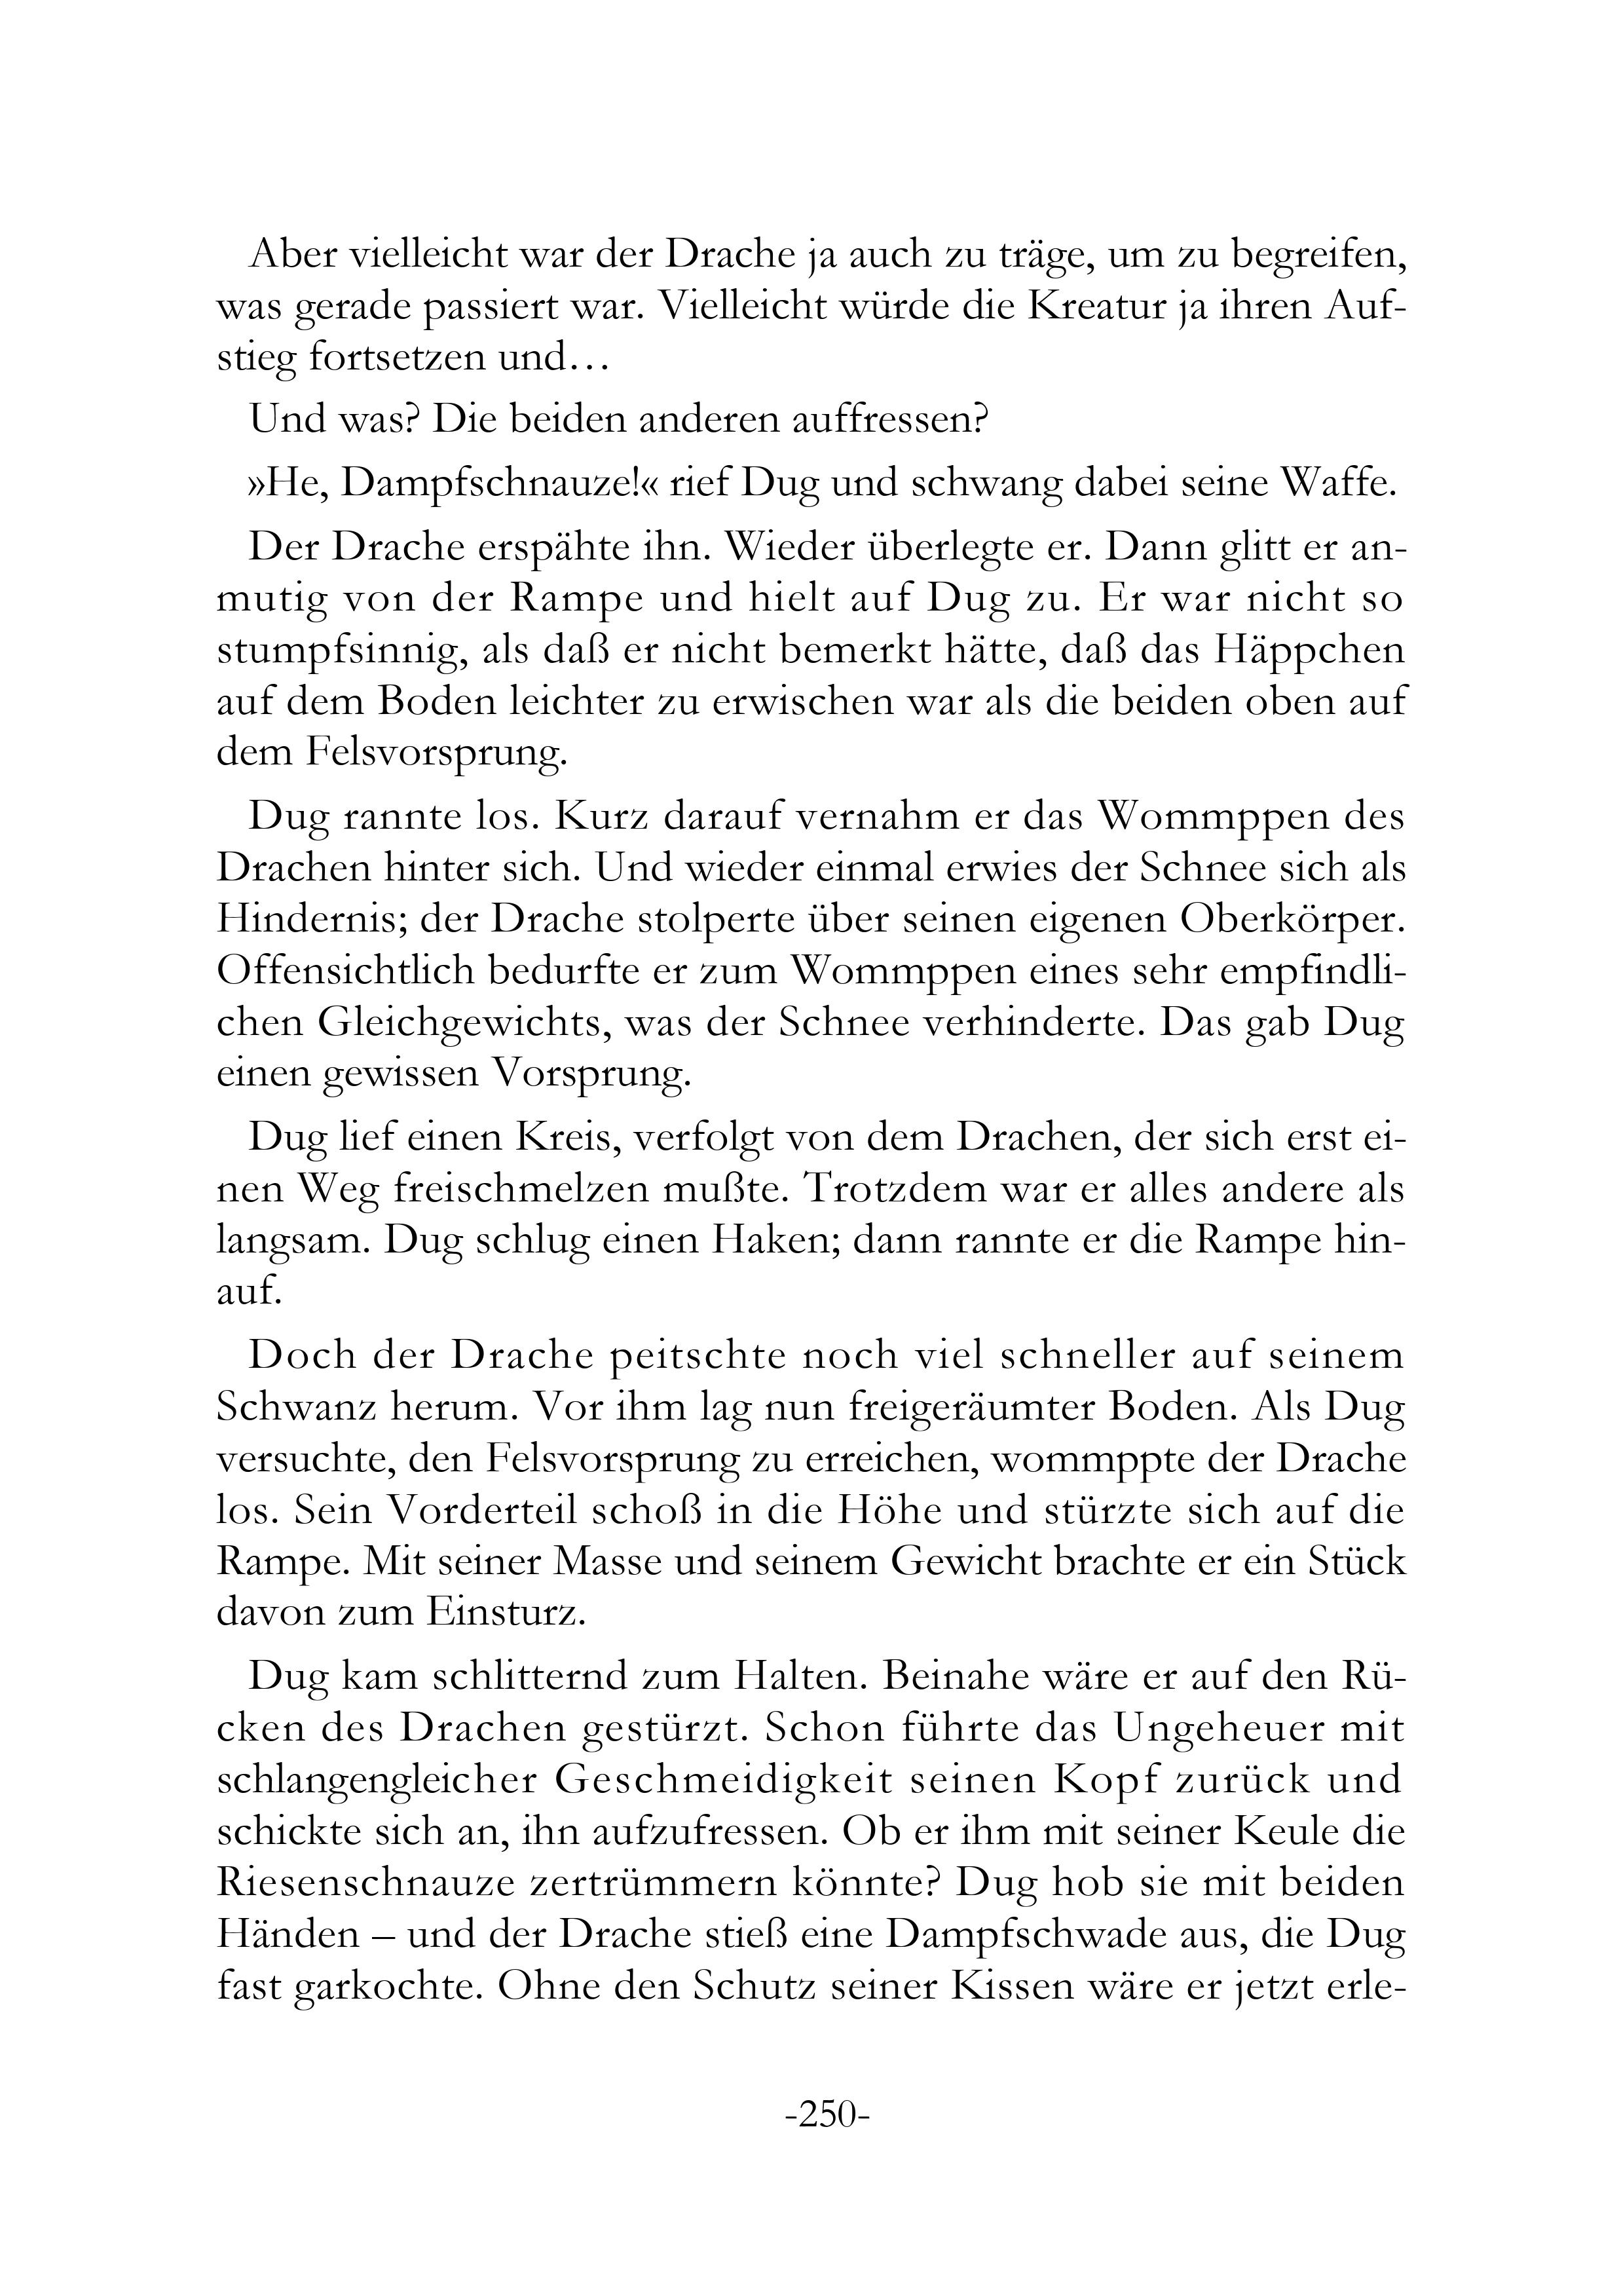 Aber vielleicht war der Drache ja auch zu träge, um zu begreifen,
was gerade passiert war. Vielleicht würde die Kreatur ja ihren Auf-
stieg fortsetzen und…
Und was? Die beiden anderen auffressen?
»He, Dampfschnauze!« rief Dug und schwang dabei seine Waffe.
Der Drache erspähte ihn. Wieder überlegte er. Dann glitt er an-
mutig von der Rampe und hielt auf Dug zu. Er war nicht so
stumpfsinnig, als daß er nicht bemerkt hätte, daß das Häppchen
auf dem Boden leichter zu erwischen war als die beiden oben auf
dem Felsvorsprung.
Dug rannte los. Kurz darauf vernahm er das Wommppen des
Drachen hinter sich. Und wieder einmal erwies der Schnee sich als
Hindernis; der Drache stolperte über seinen eigenen Oberkörper.
Offensichtlich bedurfte er zum Wommppen eines sehr empfindli-
chen Gleichgewichts, was der Schnee verhinderte. Das gab Dug
einen gewissen Vorsprung.
Dug lief einen Kreis, verfolgt von dem Drachen, der sich erst ei-
nen Weg freischmelzen mußte. Trotzdem war er alles andere als
langsam. Dug schlug einen Haken; dann rannte er die Rampe hin-
auf.
Doch der Drache peitschte noch viel schneller auf seinem
Schwanz herum. Vor ihm lag nun freigeräumter Boden. Als Dug
versuchte, den Felsvorsprung zu erreichen, wommppte der Drache
los. Sein Vorderteil schoß in die Höhe und stürzte sich auf die
Rampe. Mit seiner Masse und seinem Gewicht brachte er ein Stück
davon zum Einsturz.
Dug kam schlitternd zum Halten. Beinahe wäre er auf den Rü-
cken des Drachen gestürzt. Schon führte das Ungeheuer mit
schlangengleicher Geschmeidigkeit seinen Kopf zurück und
schickte sich an, ihn aufzufressen. Ob er ihm mit seiner Keule die
Riesenschnauze zertrümmern könnte? Dug hob sie mit beiden
Händen – und der Drache stieß eine Dampfschwade aus, die Dug
fast garkochte. Ohne den Schutz seiner Kissen wäre er jetzt erle-
-250-